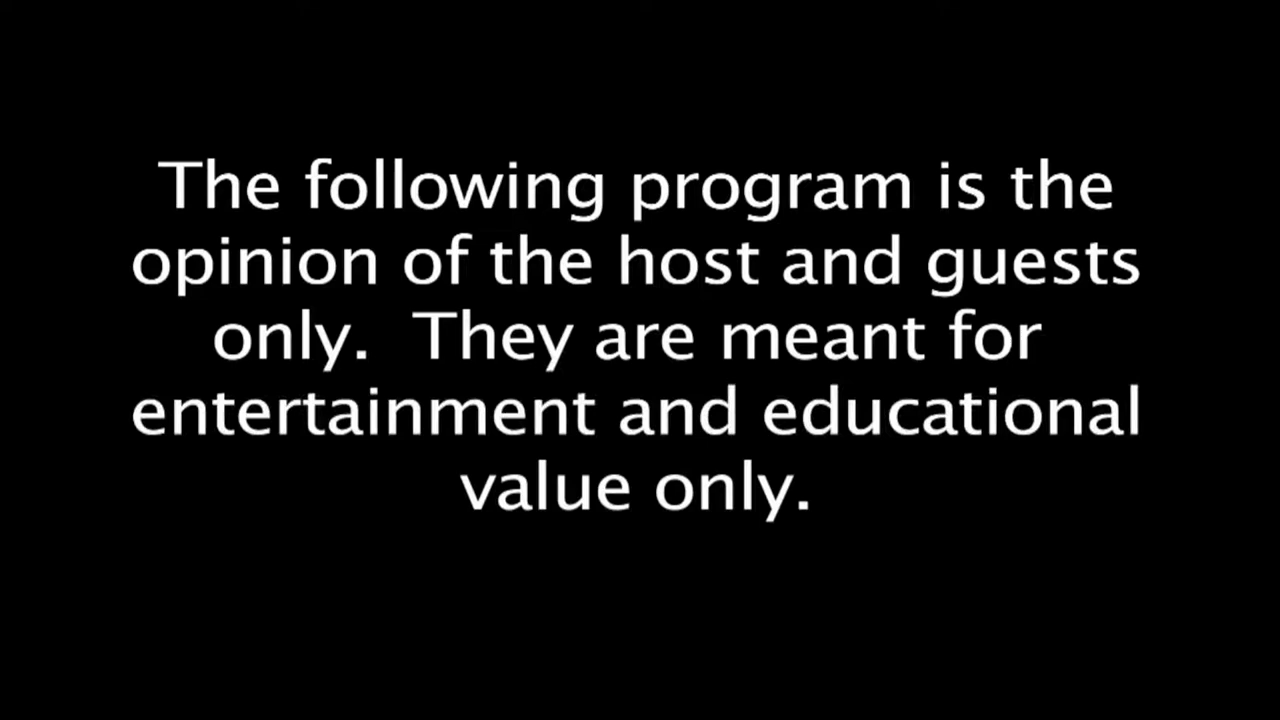 The following program is the
opinion of the host and guests
only.  They are meant for
entertainment and educational
value only.